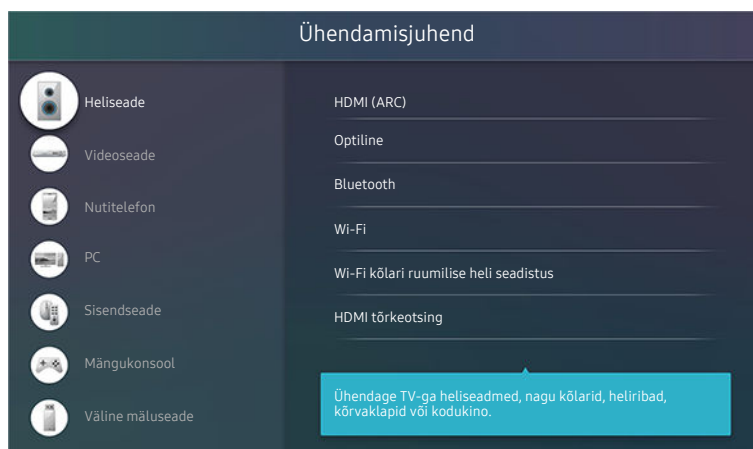 Ühendamisjuhend
Heliseade
Videoseade
Nutitelefon
PC
Sisendseade
Mängukonsool
Väline mäluseade
HDMI (ARC)
Optiline
Bluetooth
Wi-Fi
Wi-Fi kõlari ruumilise heli seadistus
HDMI tõrkeotsing
Ühendage TV-ga heliseadmed, nagu kõlarid, heliribad,
kõrvaklapid või kodukino.